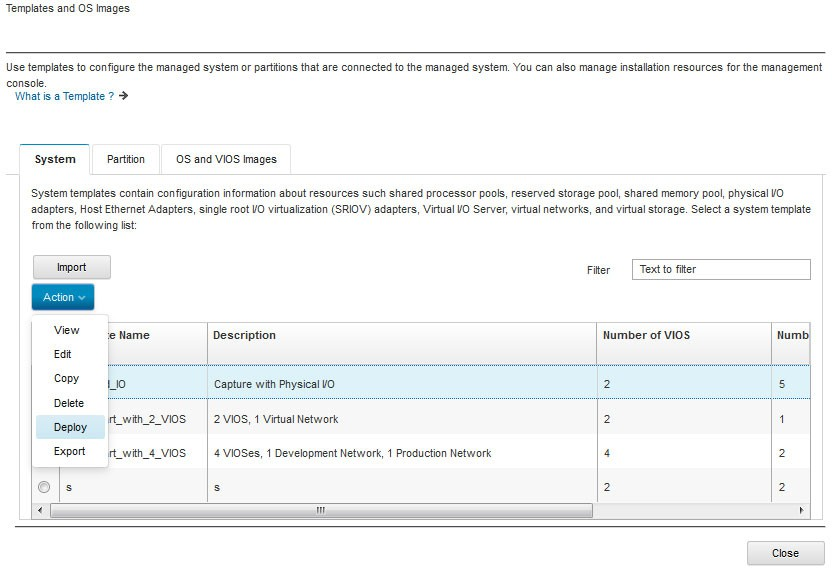 Templates and OS Images
Use templates to configure the managed system or partitions that are connected to the managed system. You can also manage installation resources for the management
console.
What is a Template ?
System Partition OS and VIOS Images
System templates contain configuration information about resources such shared processor pools, reserved storage pool, shared memory pool, physical I/O
adapters, Host Ethernet Adapters, single root I/O virtualization (SRIOV) adapters, Virtual I/O Server, virtual networks, and virtual storage. Select a system template
from the following list:
Import
Filter Text to filter
Action
View
Edit
Copy
Delete
Deploy
Export
e Name Description Number of VIOS Numb
_IO Capture with Physical I/O 2 5
rt_with_2_VIOS 2 VIOS, 1 Virtual Network 2 1
rt_with_4_VIOS 4 VIOSes, 1 Development Network, 1 Production Network 4 2
s s 2 2
Close